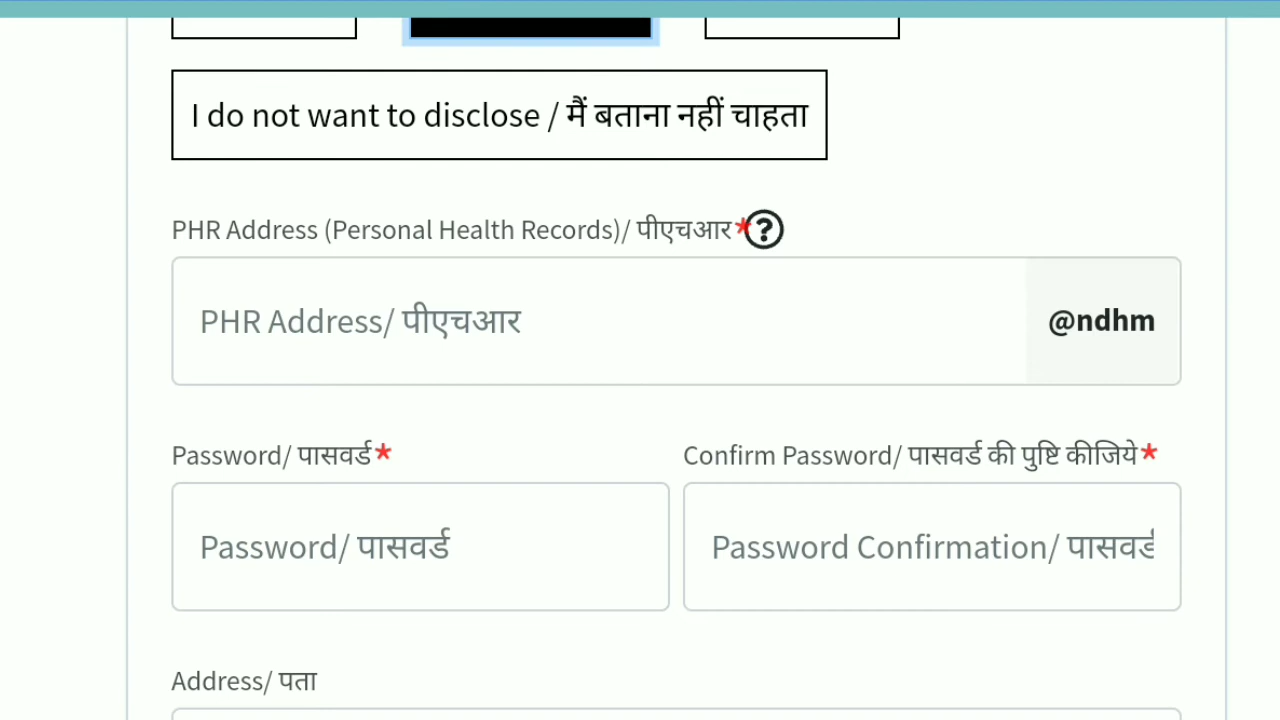 I do not want to disclose / मैं बताना नहीं चाहता
PHR Address (Personal Health Records)/ पीएचआर*?
PHR Address/ पीएचआर
@ndhm
Password/ पासवर्ड*
Confirm Password/ पासवर्ड की पुष्टि कीजिये*
Password/ पासवर्ड
Password Confirmation/ पासवर्ड
Address/ पता